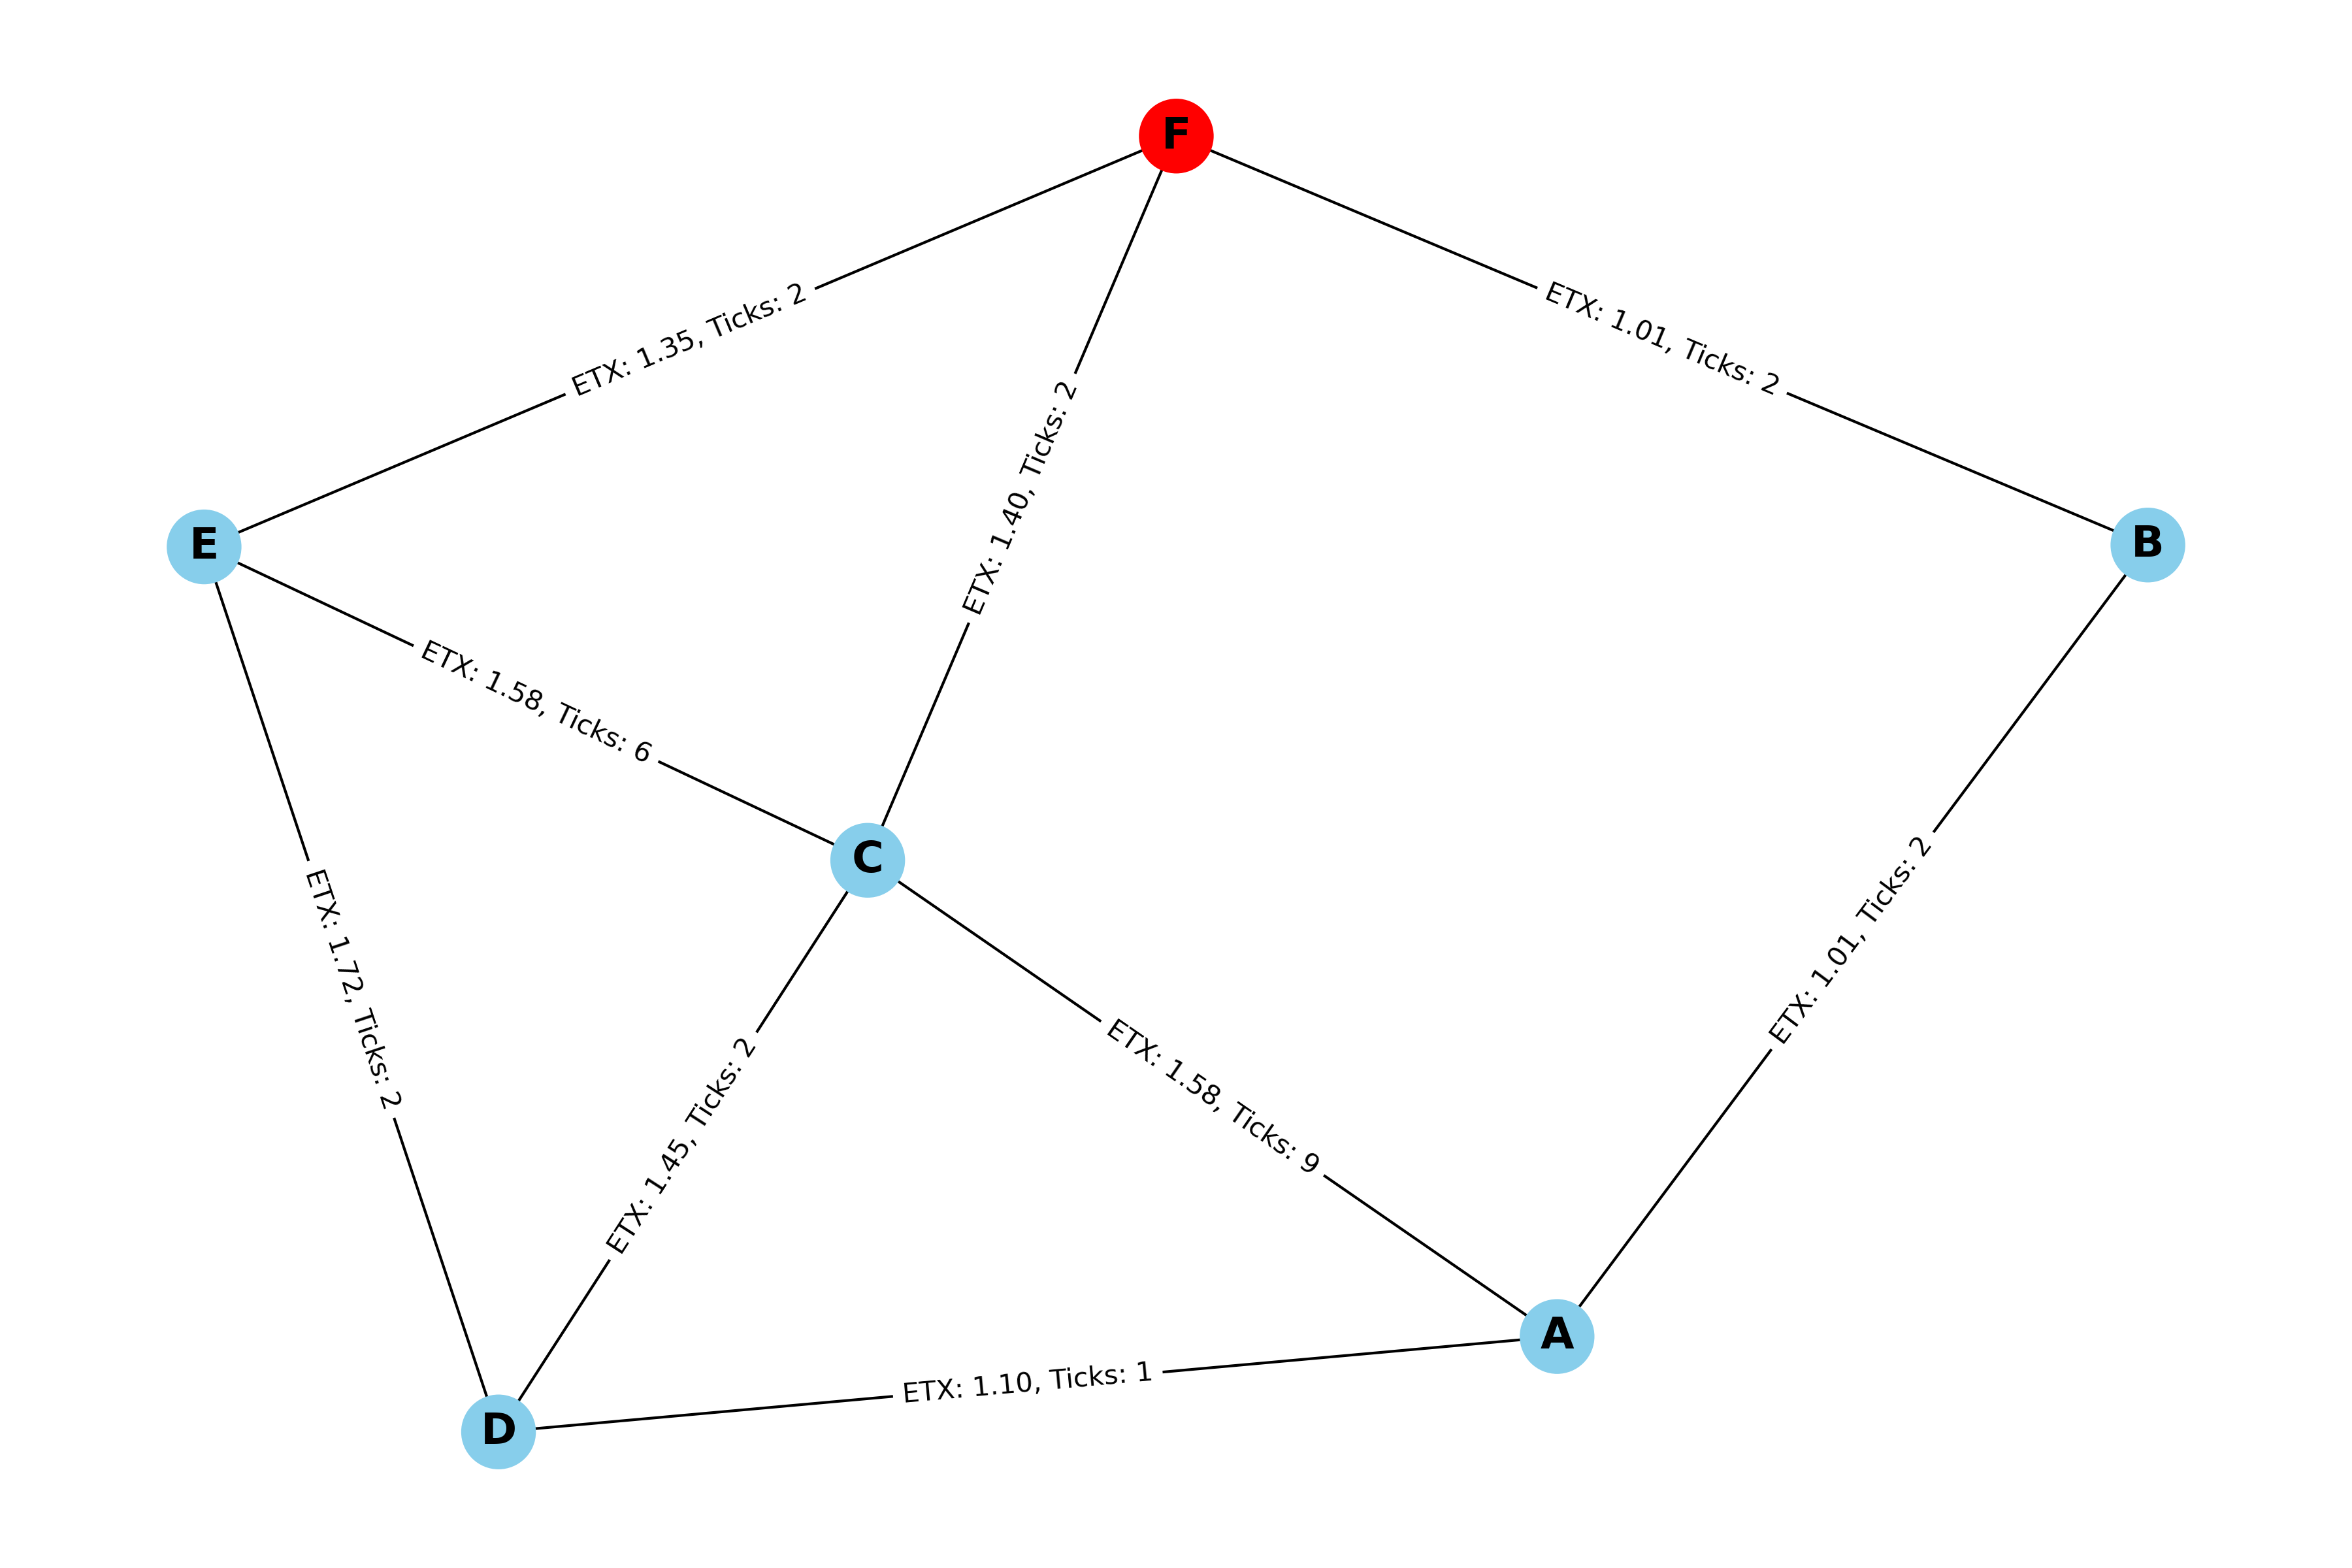 F
ETX: 1.35, Ticks: 2
ETX: 1.01, Ticks: 2
ETX: 1.40, Ticks: 2
E
B
ETX: 1.58, Ticks: 6
C
ETX: 1.72, Ticks: 2
ETX: 1.01, Ticks: 2
ETX: 1.45, Ticks: 2
ETX: 1.58, Ticks: 9
A
ETX: 1.10, Ticks: 1
D